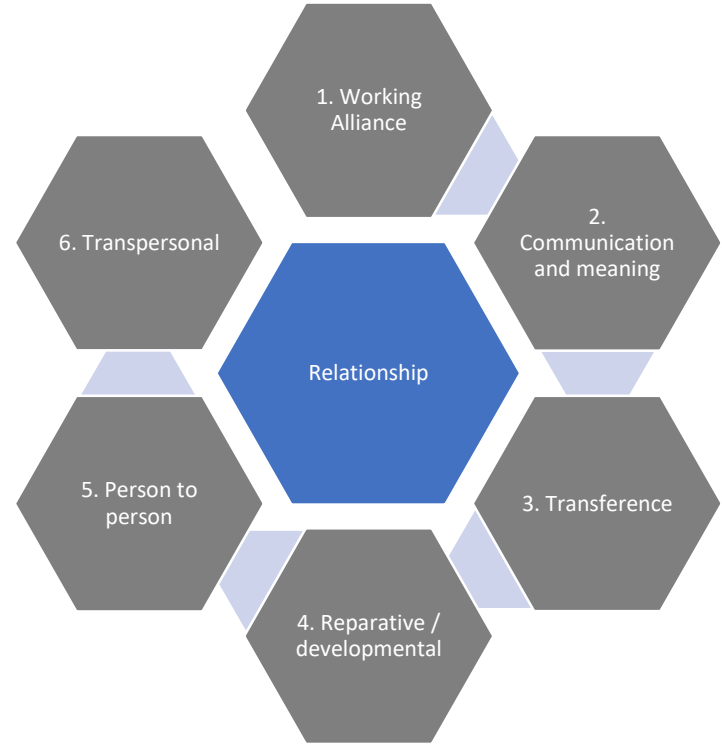 1. Working
Alliance
2.
Communication
and meaning
3. Transference
4. Reparative /
developmental
5. Person to
person
6. Transpersonal
Relationship